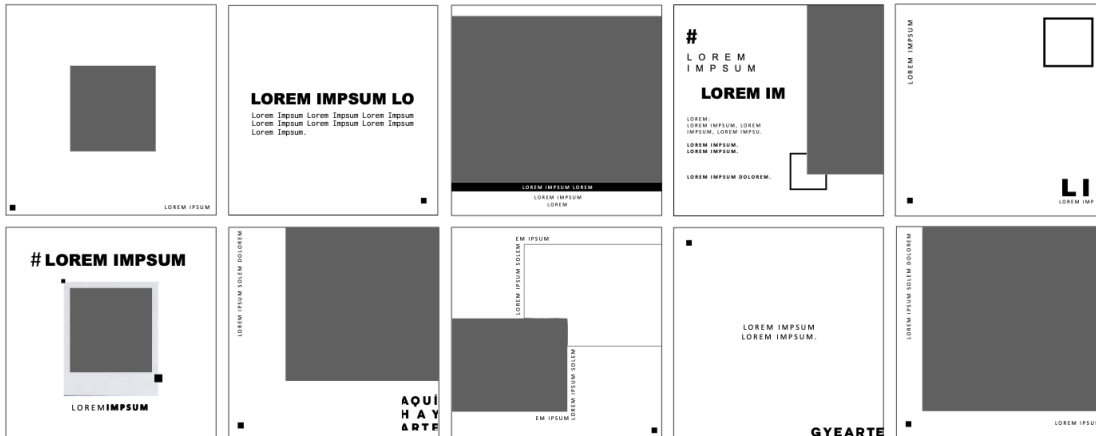 LOREM IPSUM
LOREM IMPSUM LO
Lorem Impsum Lorem Impsum Lorem Impsum
Lorem Impsum Lorem Impsum Lorem Impsum
Lorem Impsum.
LOREM IMPSUM LOREM
LOREM IMPSUM
LOREM
#
LOREM
IMPSUM
LOREM IM
LOREM:
LOREM IMPSUM, LOREM
IMPSUM, LOREM IMPSU.
LOREM IMPSUM.
LOREM IMPSUM.
LOREM IMPSUM DOLOREM.
LOREM IMPSUM
LI
LOREM IMP
#LOREM IMPSUM
LOREMIMPSUM
LOREM IPSUM SOLEM DOLOREM
AQUÍ
HAY
ARTE
EM IPSUM
LOREM IPSUM SOLEM
LOREM IPSUM SOLEM
EM IPSUM
LOREM IMPSUM
LOREM IMPSUM.
GYEARTE
LOREM IPSUM SOLEM DOLOREM
LOREM IPSU